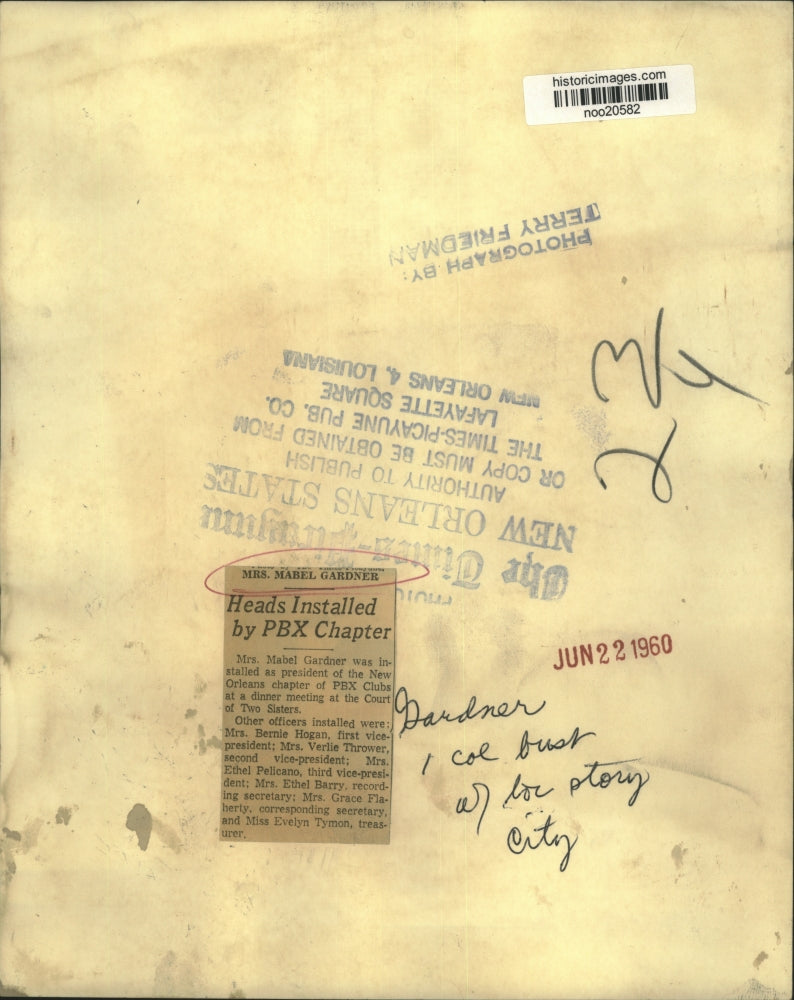 historicimages.com
noo20582
PHOTOGRAPH BY:
TERRY FRIEDMAN
2 3/4
The Times-Picayune
NEW ORLEANS STATES
AUTHORITY TO PUBLISH
OR COPY MUST BE OBTAINED FROM
THE TIMES-PICAYUNE PUB. CO.
LAFAYETTE SQUARE
NEW ORLEANS 4, LOUISIANA
MRS. MABEL GARDNER
Heads Installed
by PBX Chapter
Mrs. Mabel Gardner was in-
stalled as president of the New
Orleans chapter of PBX Clubs
at a dinner meeting at the Court
of Two Sisters.
Other officers installed were:
Mrs. Bernie Hogan, first vice-
president; Mrs. Verlie Thrower,
second vice-president; Mrs.
Ethel Pelicano, third vice-presi-
dent; Mrs. Ethel Barry, record-
ing secretary; Mrs. Grace Fla-
herty, corresponding secretary,
and Miss Evelyn Tymon, treas-
urer.
JUN 22 1960
Gardner
1 col bust
w/ loc story
City